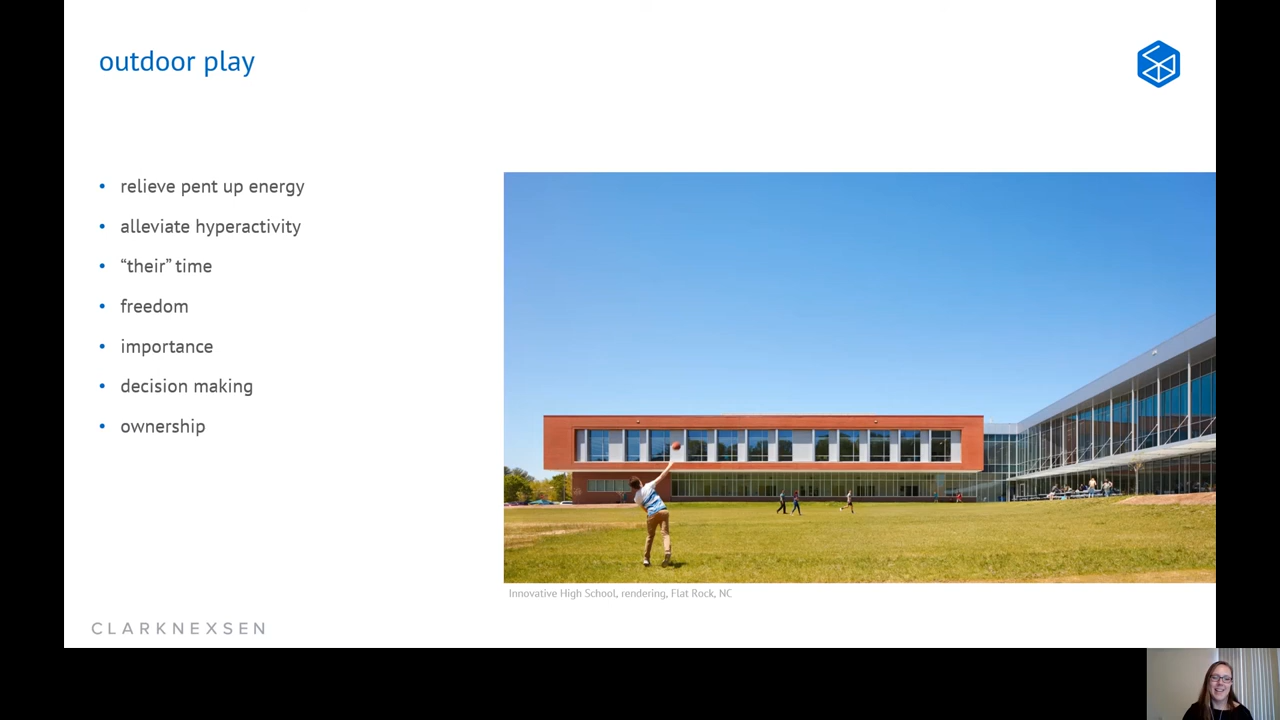 outdoor play
• relieve pent up energy
• alleviate hyperactivity
• “their” time
• freedom
• importance
• decision making
• ownership
Innovative High School, rendering, Flat Rock, NC
CLARKNEXSEN